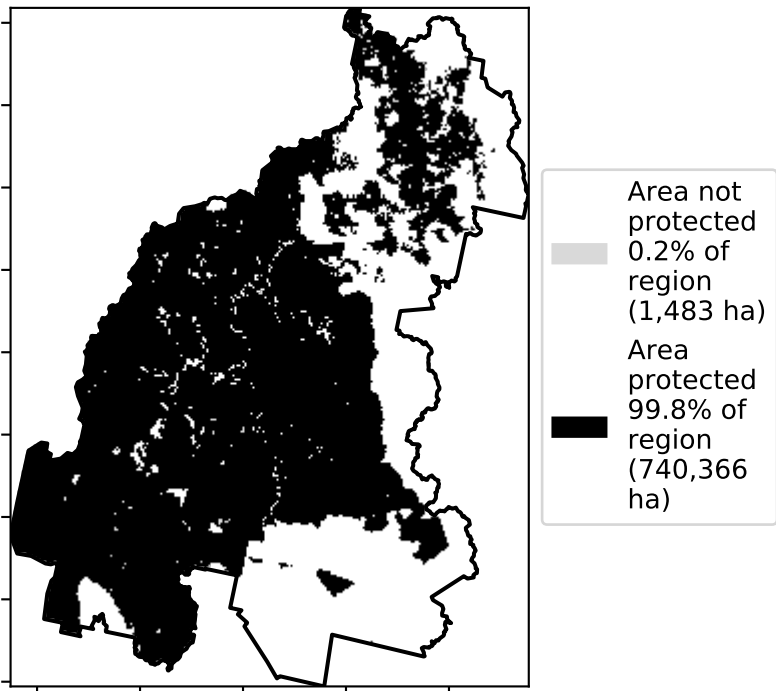 Area not
protected
0.2% of
region
(1,483 ha)
Area
protected
99.8% of
region
(740,366
ha)